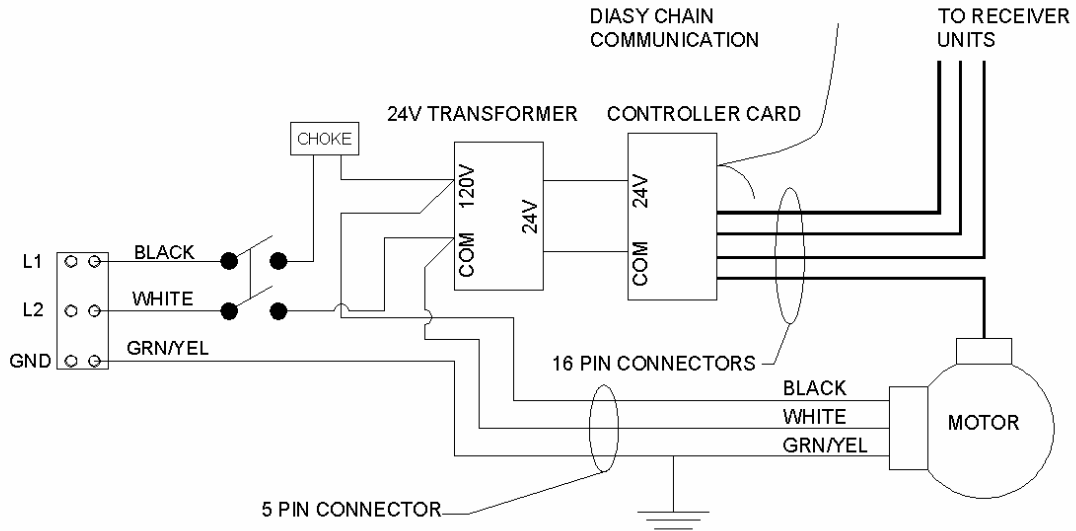 DIASY CHAIN
COMMUNICATION
TO RECEIVER
UNITS
24V TRANSFORMER
CONTROLLER CARD
CHOKE
120V
24V
COM
24V
COM
L1
BLACK
L2
WHITE
GND
GRN/YEL
16 PIN CONNECTORS
BLACK
WHITE
GRN/YEL
MOTOR
5 PIN CONNECTOR